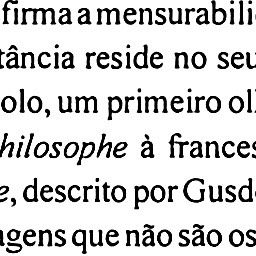 firma a mensurabili
tância reside no seu
olo, um primeiro ol
hilosophe à frances
e, descrito por Gusd
agens que não são os